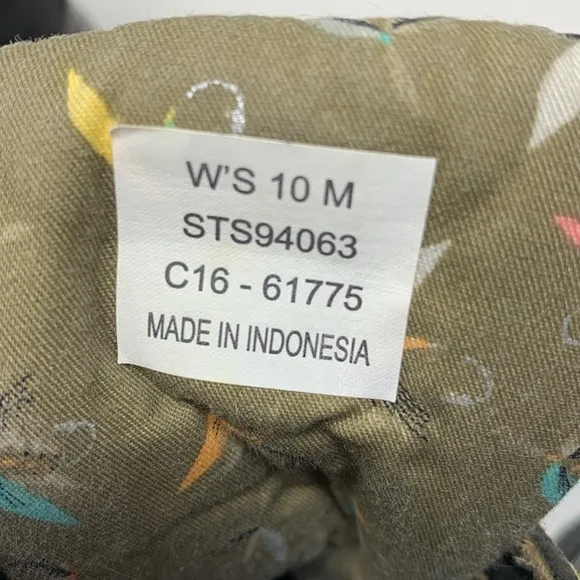 W'S 10 M
STS94063
C16 - 61775
MADE IN INDONESIA